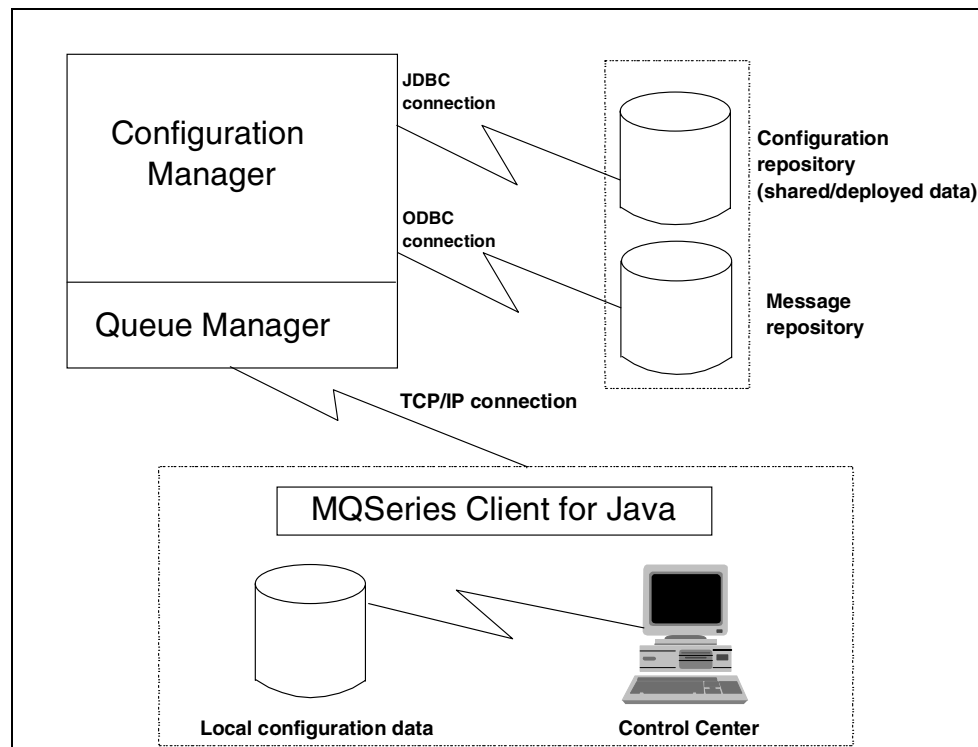 JDBC
connection
Configuration
Manager
Configuration
repository
(shared/deployed data)
ODBC
connection
Queue Manager
Message
repository
TCP/IP connection
MQSeries Client for Java
Local configuration data
Control Center